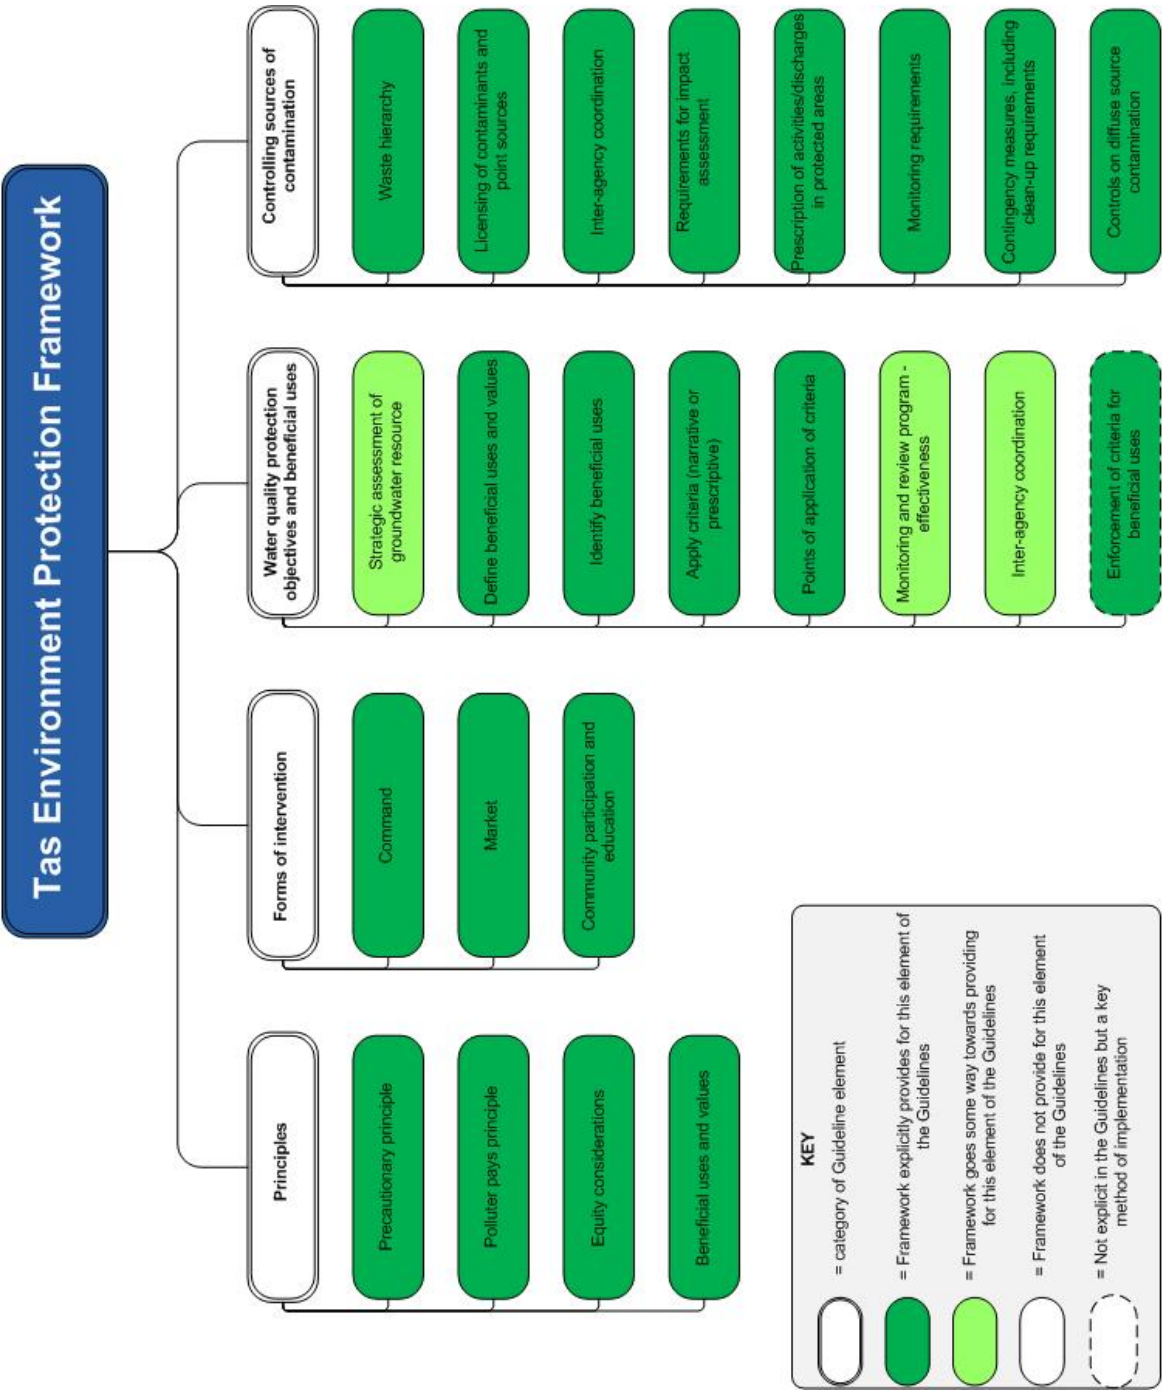 Tas Environment Protection Framework
Principles
Precautionary principle
Polluter pays principle
Equity considerations
Beneficial uses and values
Forms of intervention
Command
Market
Community participation and
education
Water quality protection
objectives and beneficial uses
Strategic assessment of
groundwater resource
Define beneficial uses and values
Identify beneficial uses
Apply criteria (narrative or
prescriptive)
Points of application of criteria
Monitoring and review program -
effectiveness
Inter-agency coordination
Enforcement of criteria for
beneficial uses
Controlling sources of
contamination
Waste hierarchy
Licensing of contaminants and
point sources
Inter-agency coordination
Requirements for impact
assessment
Prescription of activities/discharges
in protected areas
Monitoring requirements
Contingency measures, including
clean-up requirements
Controls on diffuse source
contamination
KEY
= category of Guideline element
= Framework explicitly provides for this element of
the Guidelines
= Framework goes some way towards providing
for this element of the Guidelines
= Framework does not provide for this element
of the Guidelines
= Not explicit in the Guidelines but a key
method of implementation